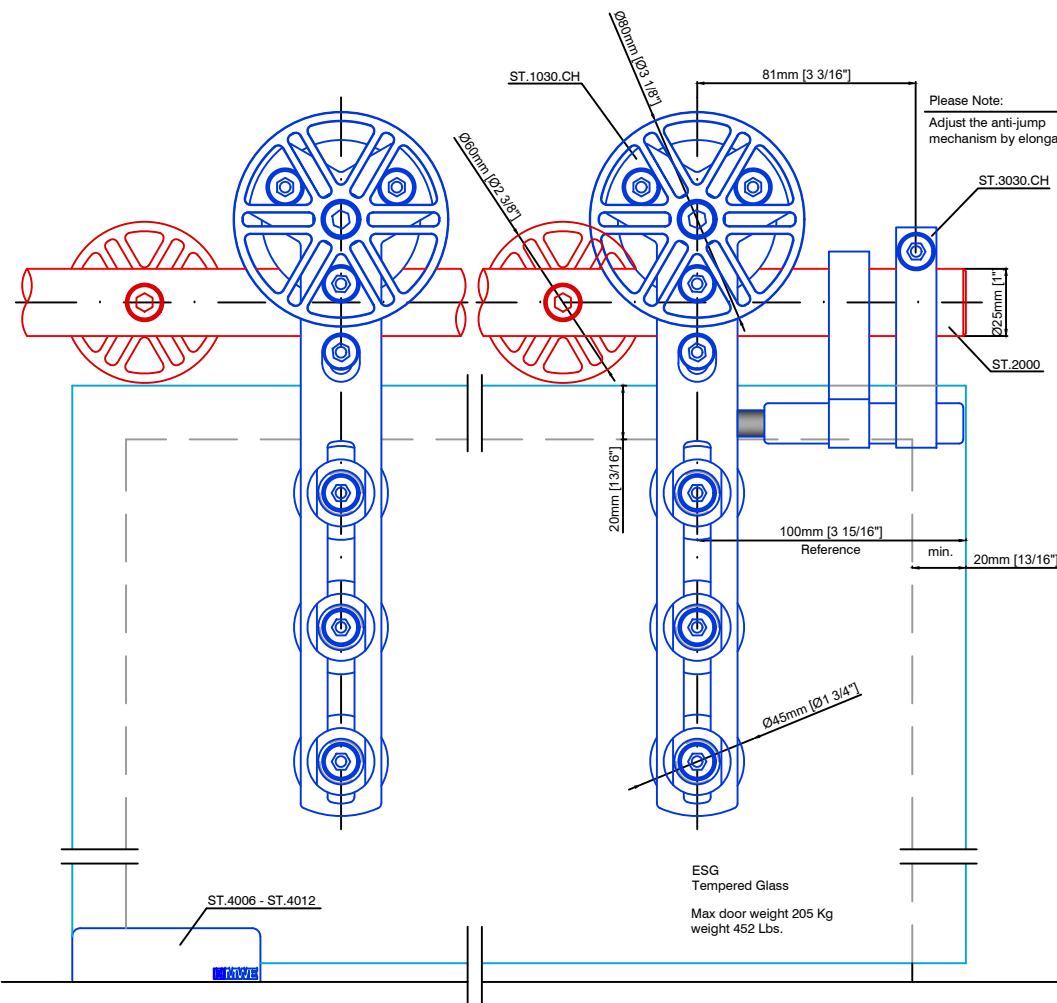 Ø80mm [Ø3 1/8"]
81mm [3 3/16"]
ST.1030.CH
Please Note:
Adjust the anti-jump
mechanism by elonga
Ø60mm [Ø2 3/8"]
ST.3030.CH
Ø25mm [1"]
ST.2000
20mm [13/16"]
100mm [3 15/16"]
Reference
min.
20mm [13/16"]
Ø45mm [Ø1 3/4"]
ESG
Tempered Glass
Max door weight 205 Kg
weight 452 Lbs.
ST.4006 - ST.4012
MWE